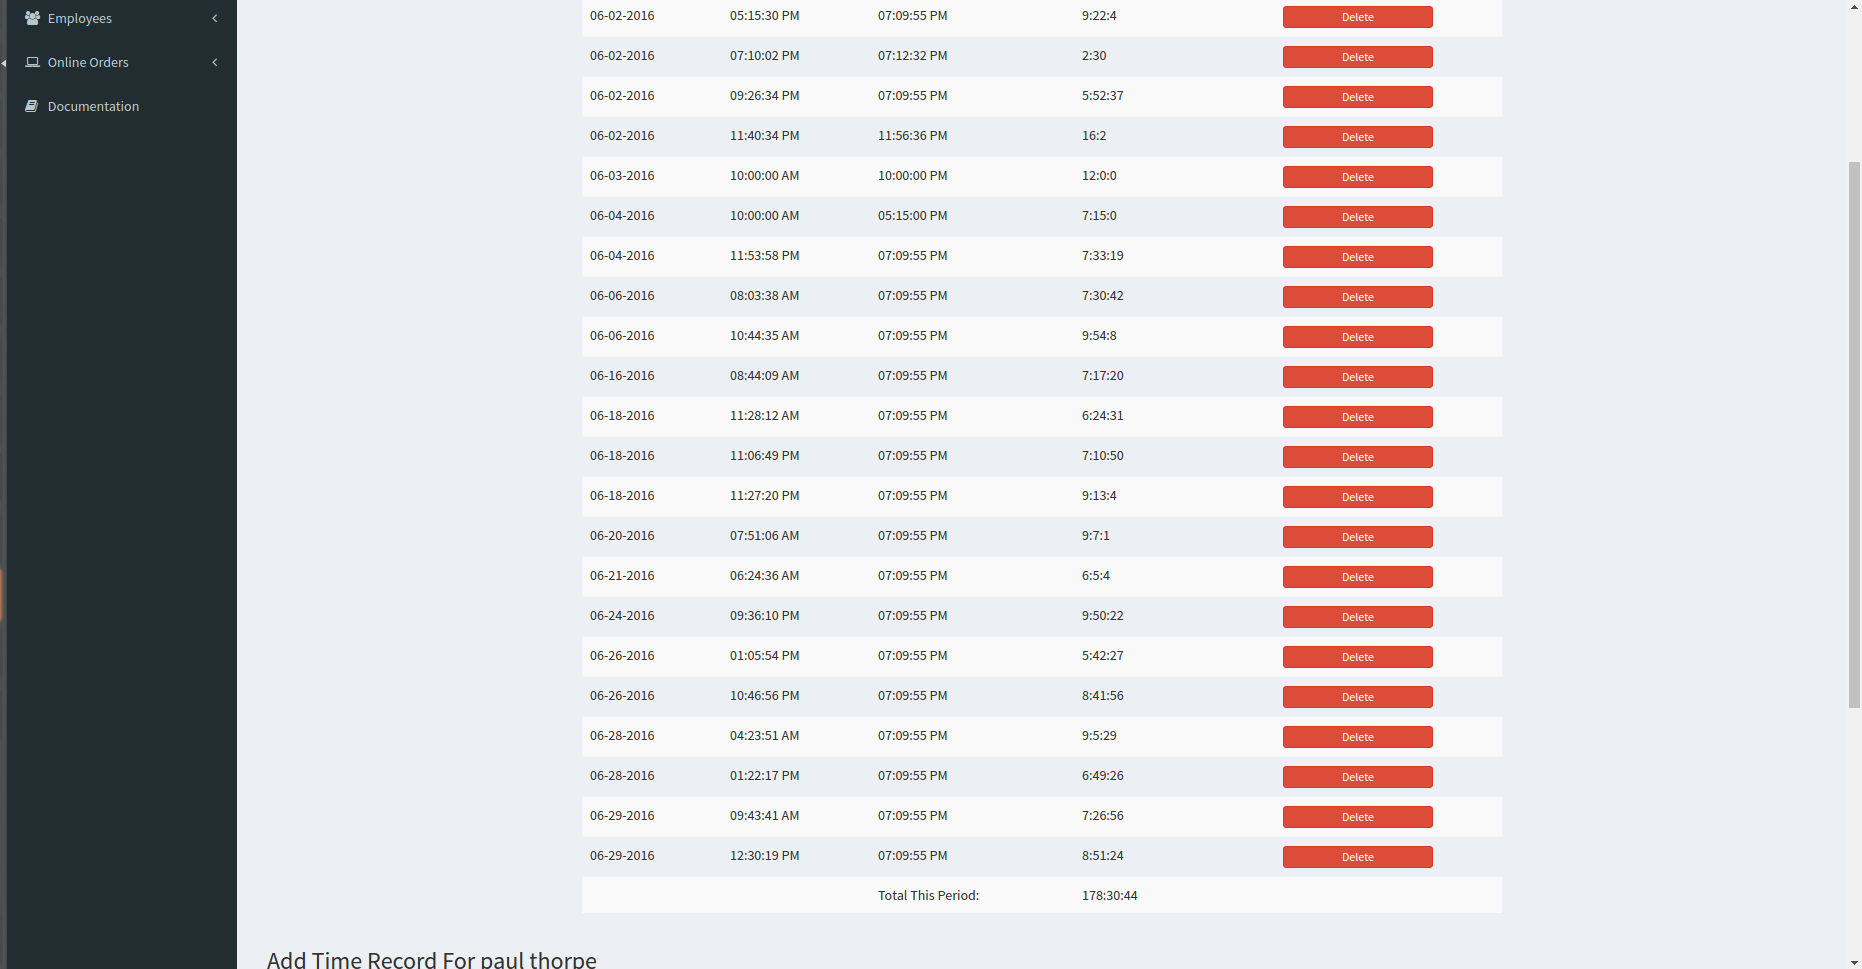 Employees
Online Orders
Documentation
06-02-2016 05:15:30 PM 07:09:55 PM 9:22:4 Delete
06-02-2016 07:10:02 PM 07:12:32 PM 2:30 Delete
06-02-2016 09:26:34 PM 07:09:55 PM 5:52:37 Delete
06-02-2016 11:40:34 PM 11:56:36 PM 16:2 Delete
06-03-2016 10:00:00 AM 10:00:00 PM 12:0:0 Delete
06-04-2016 10:00:00 AM 05:15:00 PM 7:15:0 Delete
06-04-2016 11:53:58 PM 07:09:55 PM 7:33:19 Delete
06-06-2016 08:03:38 AM 07:09:55 PM 7:30:42 Delete
06-06-2016 10:44:35 AM 07:09:55 PM 9:54:8 Delete
06-16-2016 08:44:09 AM 07:09:55 PM 7:17:20 Delete
06-18-2016 11:28:12 AM 07:09:55 PM 6:24:31 Delete
06-18-2016 11:06:49 PM 07:09:55 PM 7:10:50 Delete
06-18-2016 11:27:20 PM 07:09:55 PM 9:13:4 Delete
06-20-2016 07:51:06 AM 07:09:55 PM 9:7:1 Delete
06-21-2016 06:24:36 AM 07:09:55 PM 6:5:4 Delete
06-24-2016 09:36:10 PM 07:09:55 PM 9:50:22 Delete
06-26-2016 01:05:54 PM 07:09:55 PM 5:42:27 Delete
06-26-2016 10:46:56 PM 07:09:55 PM 8:41:56 Delete
06-28-2016 04:23:51 AM 07:09:55 PM 9:5:29 Delete
06-28-2016 01:22:17 PM 07:09:55 PM 6:49:26 Delete
06-29-2016 09:43:41 AM 07:09:55 PM 7:26:56 Delete
06-29-2016 12:30:19 PM 07:09:55 PM 8:51:24 Delete
Total This Period: 178:30:44
Add Time Record For paul thorpe